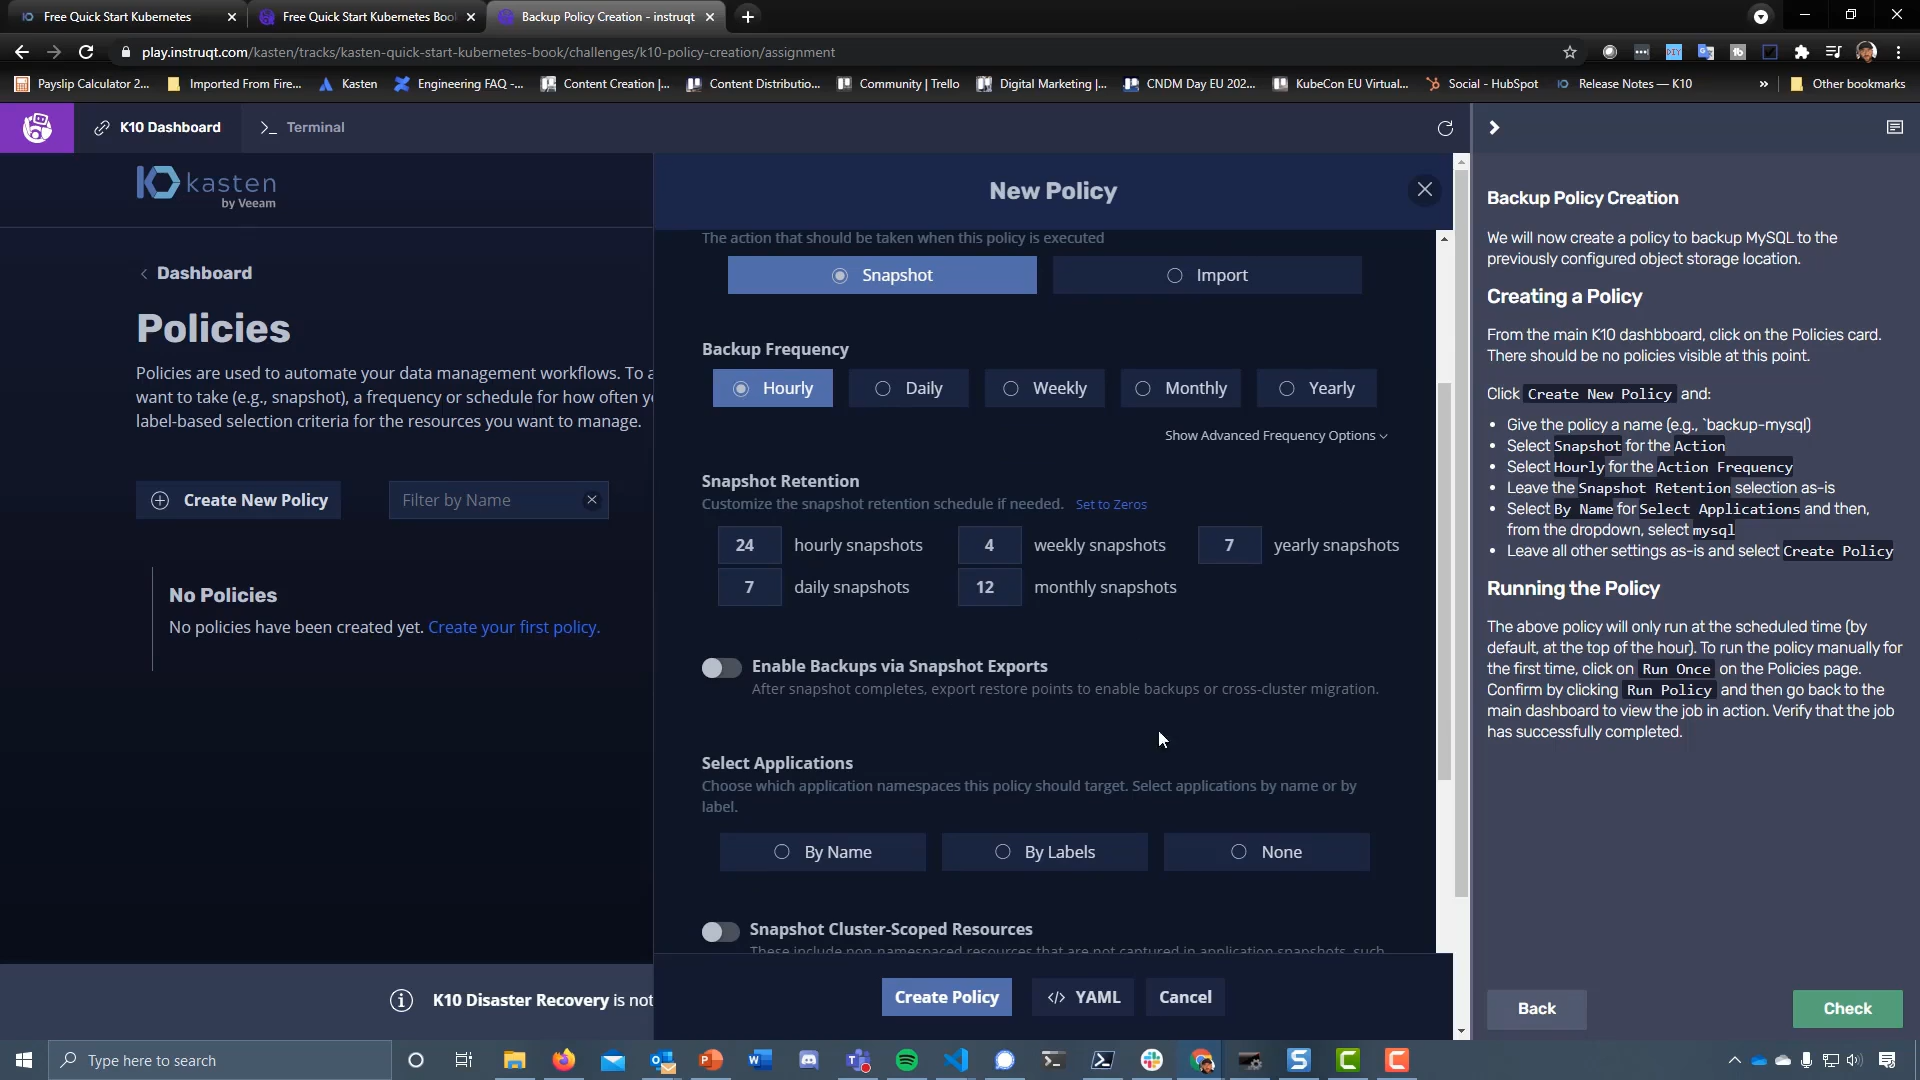 Free Quick Start Kubernetes
Free Quick Start Kubernetes Boo
Backup Policy Creation - instruqt
play.instruqt.com/kasten/tracks/kasten-quick-start-kubernetes-book/challenges/k10-policy-creation/assignment
Payslip Calculator 2...
Imported From Fire...
Kasten
Engineering FAQ -...
Content Creation |...
Content Distributio...
Community | Trello
Digital Marketing |...
CNDM Day EU 202...
KubeCon EU Virtual...
Social - HubSpot
Release Notes — K10
»
Other bookmarks
K10 Dashboard
Terminal
kasten
by Veeam
Dashboard
Policies
Policies are used to automate your data management workflows. To a
want to take (e.g., snapshot), a frequency or schedule for how often y
label-based selection criteria for the resources you want to manage.
Create New Policy
Filter by Name
No Policies
No policies have been created yet. Create your first policy.
K10 Disaster Recovery is not
New Policy
The action that should be taken when this policy is executed
Snapshot
Import
Backup Frequency
Hourly
Daily
Weekly
Monthly
Yearly
Show Advanced Frequency Options
Snapshot Retention
Customize the snapshot retention schedule if needed. Set to Zeros
24 hourly snapshots
4 weekly snapshots
7 yearly snapshots
7 daily snapshots
12 monthly snapshots
Enable Backups via Snapshot Exports
After snapshot completes, export restore points to enable backups or cross-cluster migration.
Select Applications
Choose which application namespaces this policy should target. Select applications by name or by
label.
By Name
By Labels
None
Snapshot Cluster-Scoped Resources
These include non-namespaced resources that are not captured in application snapshots, such
Create Policy
</> YAML
Cancel
Backup Policy Creation
We will now create a policy to backup MySQL to the
previously configured object storage location.
Creating a Policy
From the main K10 dashbboard, click on the Policies card.
There should be no policies visible at this point.
Click Create New Policy and:
• Give the policy a name (e.g., `backup-mysql)
• Select Snapshot for the Action
• Select Hourly for the Action Frequency
• Leave the Snapshot Retention selection as-is
• Select By Name for Select Applications and then,
from the dropdown, select mysql
• Leave all other settings as-is and select Create Policy
Running the Policy
The above policy will only run at the scheduled time (by
default, at the top of the hour). To run the policy manually for
the first time, click on Run Once on the Policies page.
Confirm by clicking Run Policy and then go back to the
main dashboard to view the job in action. Verify that the job
has successfully completed.
Back
Check
Type here to search